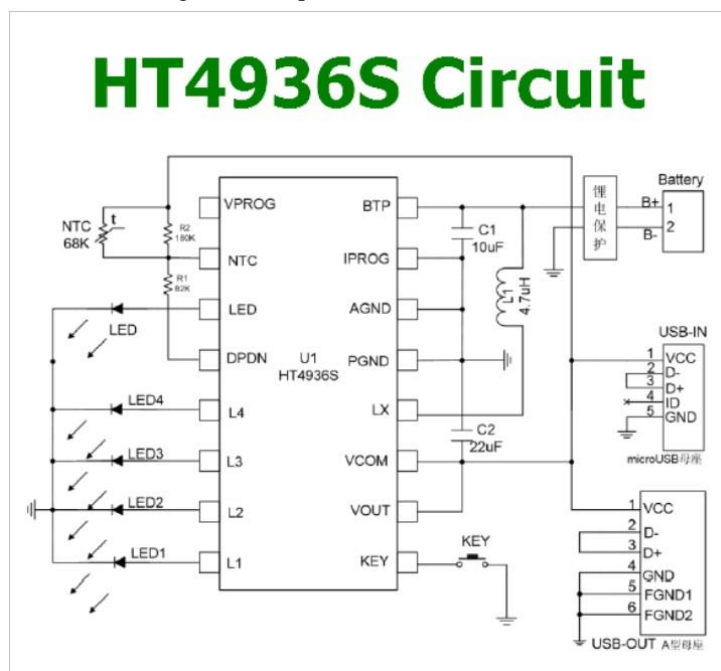 HT4936S Circuit
NTC
68K
t
R2
180K
R1
82K
LED
LED4
LED3
LED2
LED1
VPROG
NTC
LED
DPDN
L4
L3
L2
L1
U1
HT4936S
BTP
IPROG
AGND
PGND
LX
VCOM
VOUT
KEY
C1
10uF
L1
4.7uH
C2
22uF
KEY
锂电保护
Battery
B+ 1
B- 2
USB-IN
1 VCC
2 D-
3 D+
4 ID
5 GND
microUSB母座
1 VCC
2 D-
3 D+
4 GND
5 FGND1
6 FGND2
USB-OUT A型母座